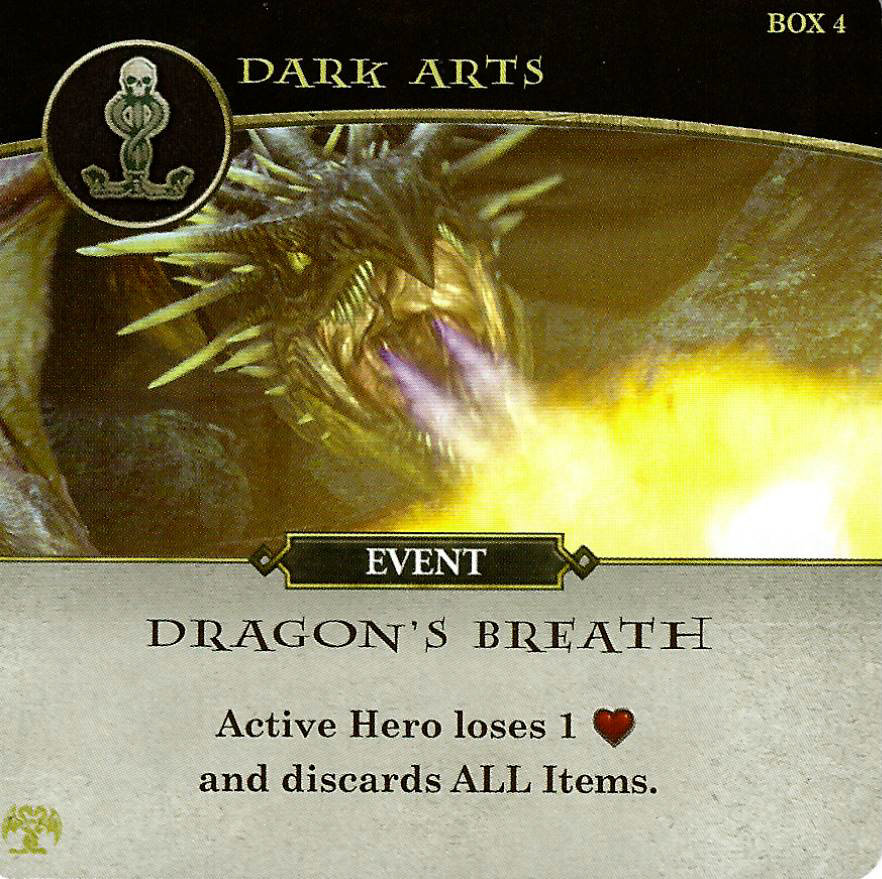 BOX 4
DARK ARTS
EVENT
DRAGON'S BREATH
Active Hero loses 1
and discards ALL Items.